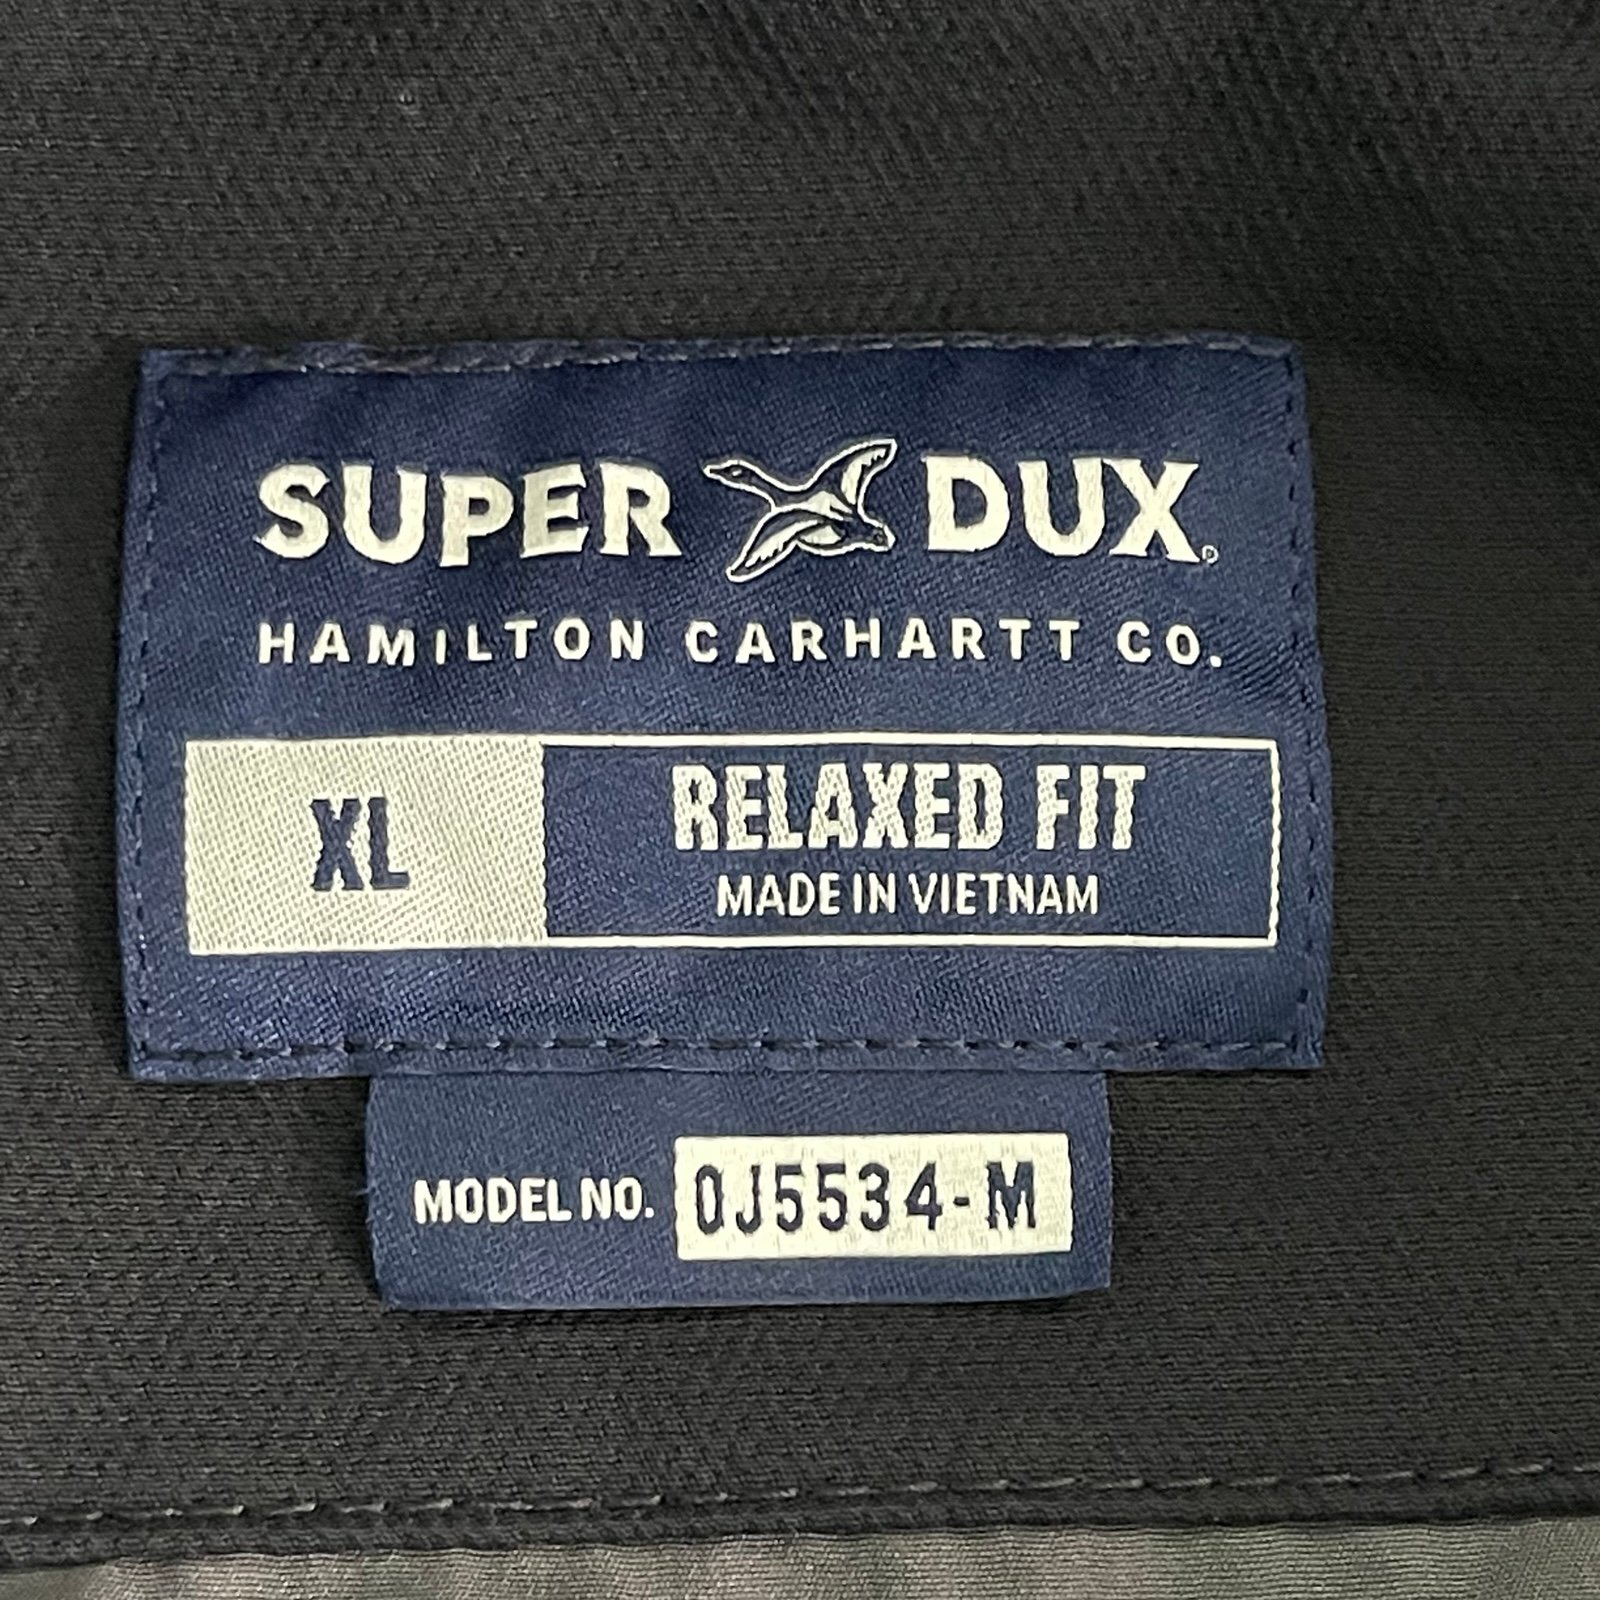 SUPER DUX®
HAMILTON CARHARTT CO.
XL
RELAXED FIT
MADE IN VIETNAM
MODEL NO. 0J5534-M